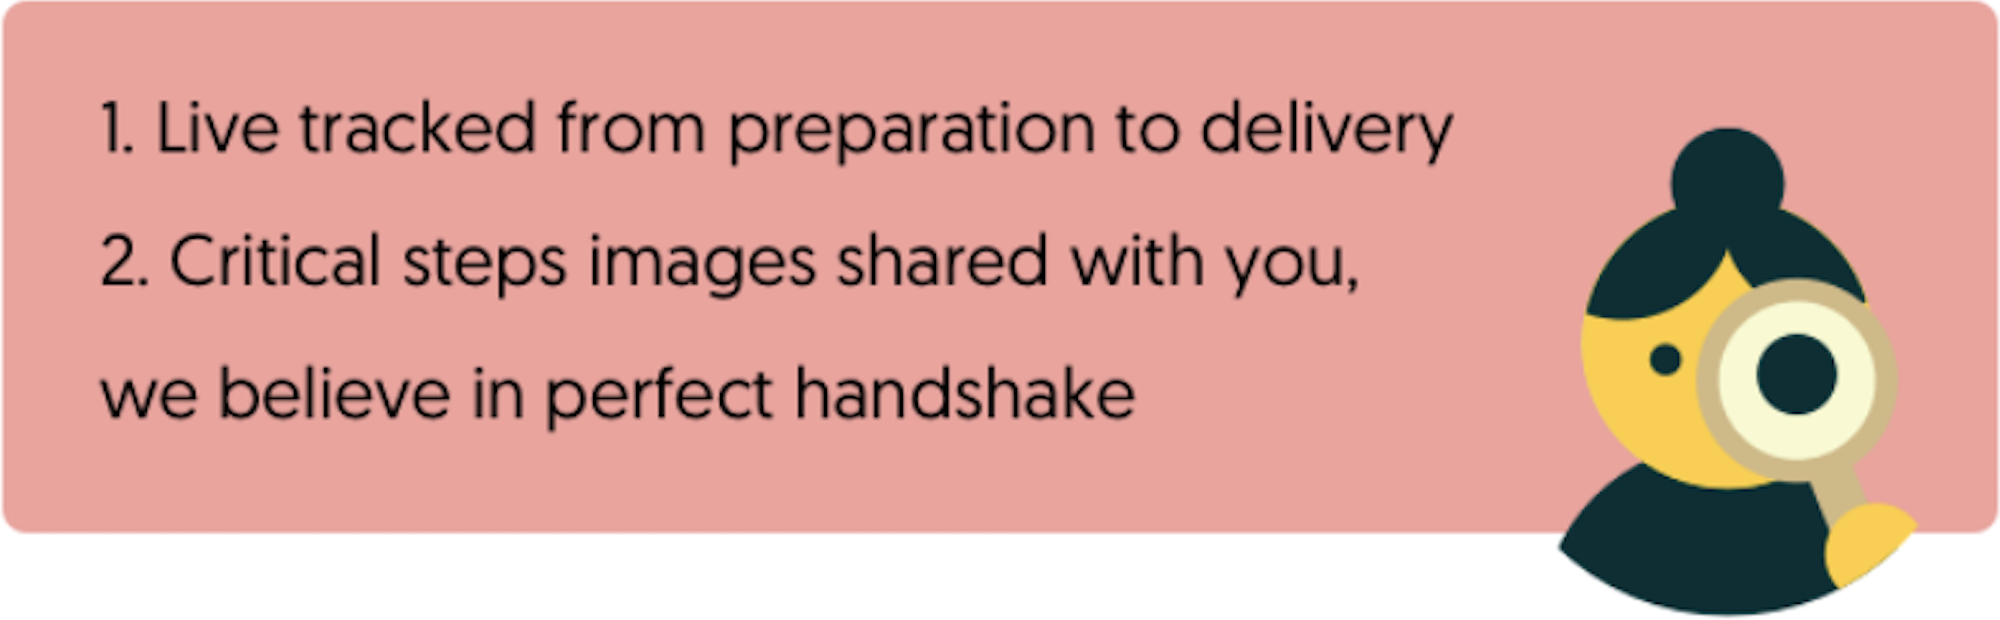 1. Live tracked from preparation to delivery
2. Critical steps images shared with you,
we believe in perfect handshake